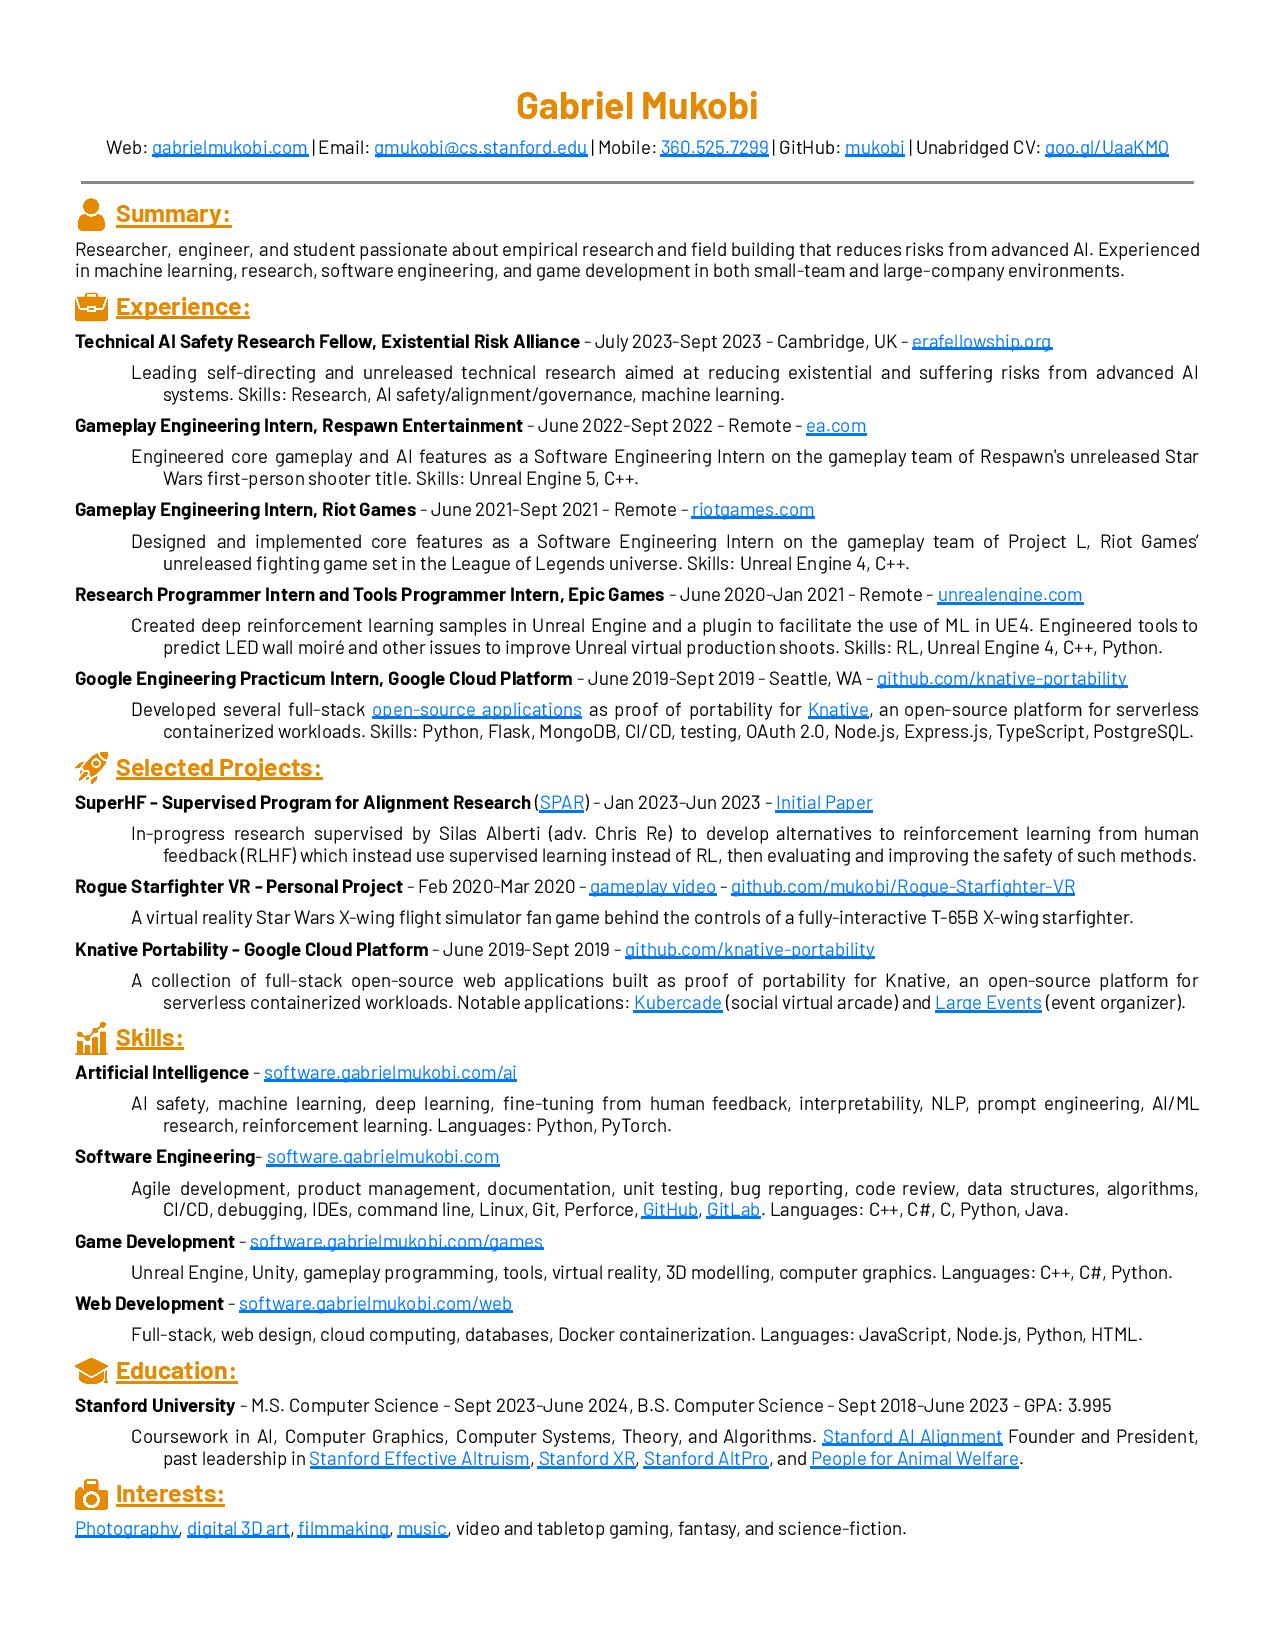 Gabriel Mukobi
Web: gabrielmukobi.com | Email: gmukobi@cs.stanford.edu | Mobile: 360.525.7299 | GitHub: mukobi | Unabridged CV: goo.gl/UaaKMQ
Summary:
Researcher, engineer, and student passionate about empirical research and field building that reduces risks from advanced AI. Experienced
in machine learning, research, software engineering, and game development in both small-team and large-company environments.
Experience:
Technical AI Safety Research Fellow, Existential Risk Alliance - July 2023-Sept 2023 - Cambridge, UK - erafellowship.org
Leading self-directing and unreleased technical research aimed at reducing existential and suffering risks from advanced AI
systems. Skills: Research, AI safety/alignment/governance, machine learning.
Gameplay Engineering Intern, Respawn Entertainment - June 2022-Sept 2022 - Remote - ea.com
Engineered core gameplay and AI features as a Software Engineering Intern on the gameplay team of Respawn's unreleased Star
Wars first-person shooter title. Skills: Unreal Engine 5, C++.
Gameplay Engineering Intern, Riot Games - June 2021-Sept 2021 - Remote - riotgames.com
Designed and implemented core features as a Software Engineering Intern on the gameplay team of Project L, Riot Games’
unreleased fighting game set in the League of Legends universe. Skills: Unreal Engine 4, C++.
Research Programmer Intern and Tools Programmer Intern, Epic Games - June 2020-Jan 2021 - Remote - unrealengine.com
Created deep reinforcement learning samples in Unreal Engine and a plugin to facilitate the use of ML in UE4. Engineered tools to
predict LED wall moiré and other issues to improve Unreal virtual production shoots. Skills: RL, Unreal Engine 4, C++, Python.
Google Engineering Practicum Intern, Google Cloud Platform - June 2019-Sept 2019 - Seattle, WA - github.com/knative-portability
Developed several full-stack open-source applications as proof of portability for Knative, an open-source platform for serverless
containerized workloads. Skills: Python, Flask, MongoDB, CI/CD, testing, OAuth 2.0, Node.js, Express.js, TypeScript, PostgreSQL.
Selected Projects:
SuperHF - Supervised Program for Alignment Research (SPAR) - Jan 2023-Jun 2023 - Initial Paper
In-progress research supervised by Silas Alberti (adv. Chris Re) to develop alternatives to reinforcement learning from human
feedback (RLHF) which instead use supervised learning instead of RL, then evaluating and improving the safety of such methods.
Rogue Starfighter VR - Personal Project - Feb 2020-Mar 2020 - gameplay video - github.com/mukobi/Rogue-Starfighter-VR
A virtual reality Star Wars X-wing flight simulator fan game behind the controls of a fully-interactive T-65B X-wing starfighter.
Knative Portability - Google Cloud Platform - June 2019-Sept 2019 - github.com/knative-portability
A collection of full-stack open-source web applications built as proof of portability for Knative, an open-source platform for
serverless containerized workloads. Notable applications: Kubercade (social virtual arcade) and Large Events (event organizer).
Skills:
Artificial Intelligence - software.gabrielmukobi.com/ai
AI safety, machine learning, deep learning, fine-tuning from human feedback, interpretability, NLP, prompt engineering, AI/ML
research, reinforcement learning. Languages: Python, PyTorch.
Software Engineering- software.gabrielmukobi.com
Agile development, product management, documentation, unit testing, bug reporting, code review, data structures, algorithms,
CI/CD, debugging, IDEs, command line, Linux, Git, Perforce, GitHub, GitLab. Languages: C++, C#, C, Python, Java.
Game Development - software.gabrielmukobi.com/games
Unreal Engine, Unity, gameplay programming, tools, virtual reality, 3D modelling, computer graphics. Languages: C++, C#, Python.
Web Development - software.gabrielmukobi.com/web
Full-stack, web design, cloud computing, databases, Docker containerization. Languages: JavaScript, Node.js, Python, HTML.
Education:
Stanford University - M.S. Computer Science - Sept 2023-June 2024, B.S. Computer Science - Sept 2018-June 2023 - GPA: 3.995
Coursework in AI, Computer Graphics, Computer Systems, Theory, and Algorithms. Stanford AI Alignment Founder and President,
past leadership in Stanford Effective Altruism, Stanford XR, Stanford AltPro, and People for Animal Welfare.
Interests:
Photography, digital 3D art, filmmaking, music, video and tabletop gaming, fantasy, and science-fiction.